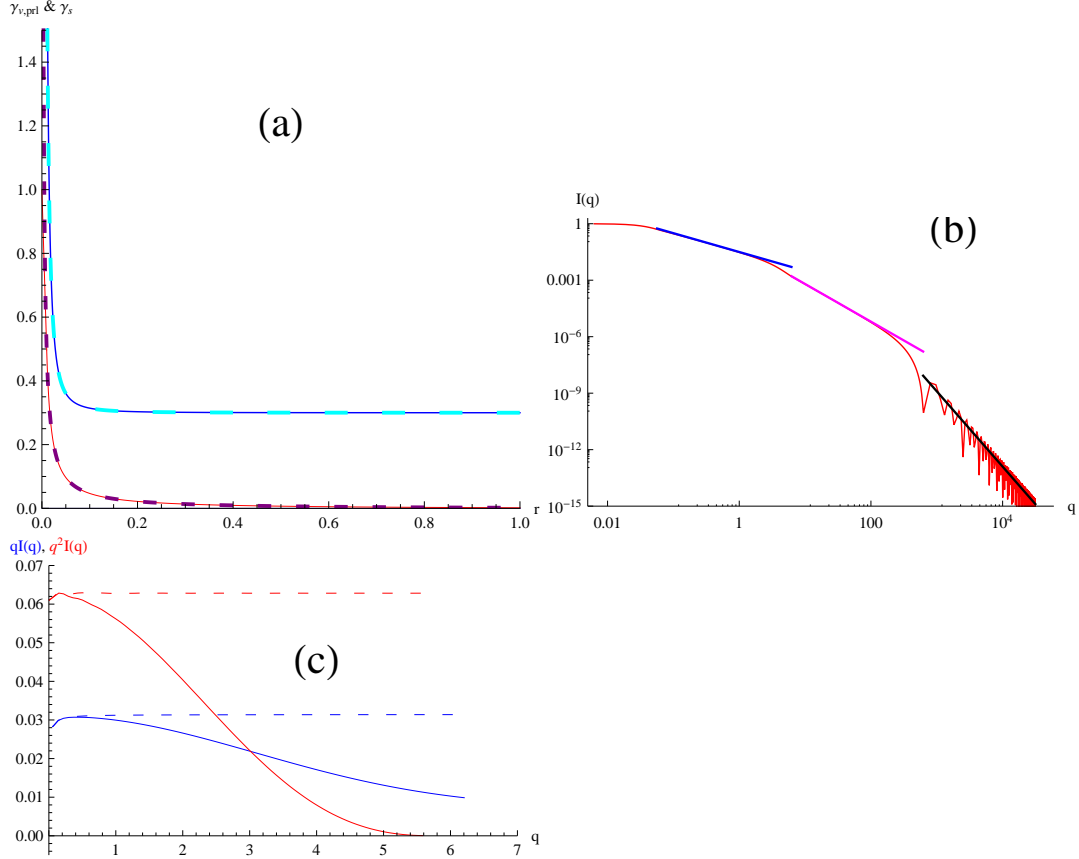 γv,prl & γs
(a)
1.4
1.2
1.0
0.8
0.6
0.4
0.2
0.0
0.0 0.2 0.4 0.6 0.8 1.0 r
I(q)
(b)
1
0.001
10⁻⁶
10⁻⁹
10⁻¹²
10⁻¹⁵
0.01 1 100 10⁴ q
qI(q), q²I(q)
(c)
0.07
0.06
0.05
0.04
0.03
0.02
0.01
0.00
1 2 3 4 5 6 7 q